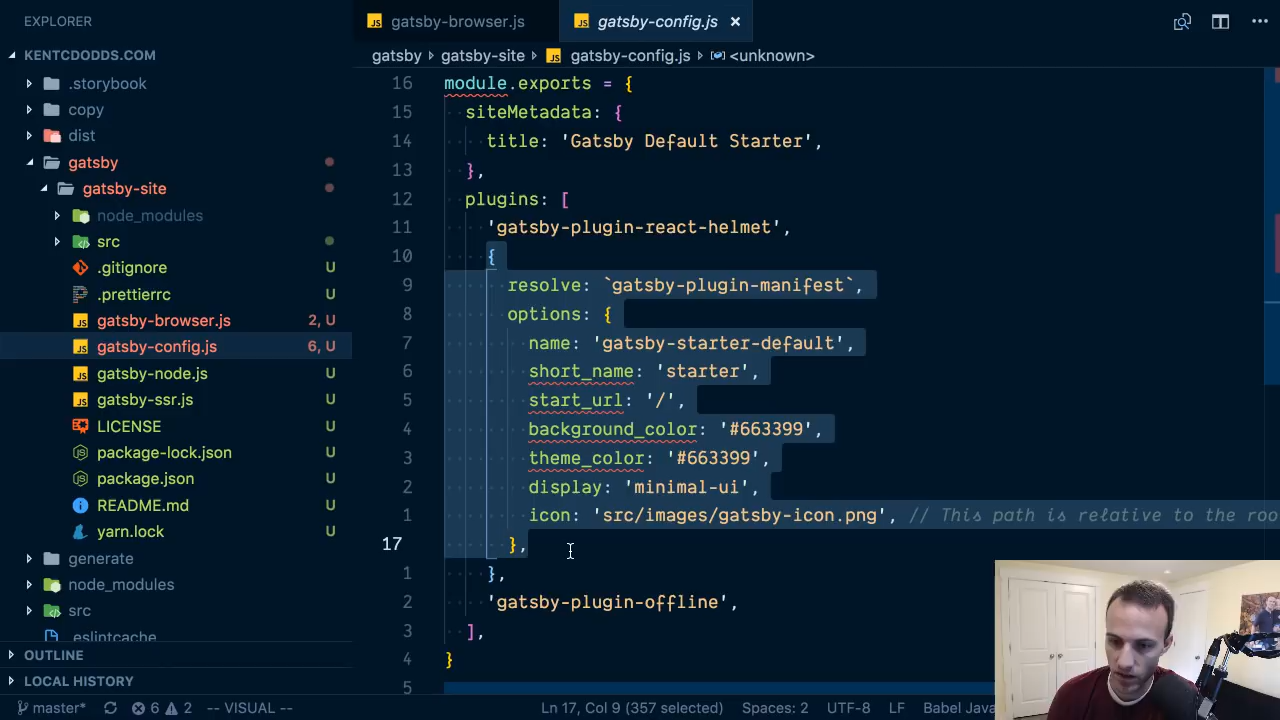 EXPLORER
KENTCDODDS.COM
.storybook
copy
dist
gatsby
gatsby-site
node_modules
src
.gitignore U
.prettierrc U
gatsby-browser.js 2, U
gatsby-config.js 6, U
gatsby-node.js U
gatsby-ssr.js U
LICENSE U
package-lock.json U
package.json U
README.md U
yarn.lock U
generate
node_modules
src
.eslintcache
OUTLINE
LOCAL HISTORY
JS gatsby-browser.js JS gatsby-config.js ×
gatsby gatsby-site JS gatsby-config.js <unknown>
16 module.exports = {
15 siteMetadata: {
14 title: 'Gatsby Default Starter',
13 },
12 plugins: [
11 'gatsby-plugin-react-helmet',
10 {
9 resolve: `gatsby-plugin-manifest`,
8 options: {
7 name: 'gatsby-starter-default',
6 short_name: 'starter',
5 start_url: '/',
4 background_color: '#663399',
3 theme_color: '#663399',
2 display: 'minimal-ui',
1 icon: 'src/images/gatsby-icon.png', // This path is relative to the roo
17 },
1 },
2 'gatsby-plugin-offline',
3 ],
4 }
5
master* 6 2 -- VISUAL -- Ln 17, Col 9 (357 selected) Spaces: 2 UTF-8 LF Babel Java